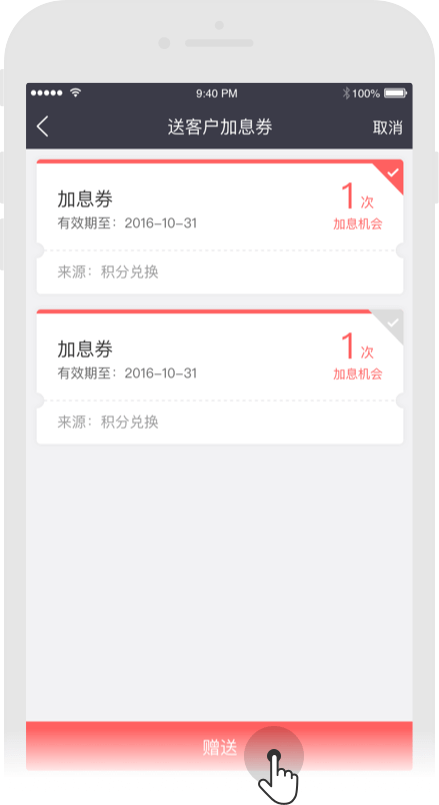 9:40 PM 100%
送客户加息券 取消
加息券
1次
有效期至：2016-10-31
加息机会
来源：积分兑换
加息券
1次
有效期至：2016-10-31
加息机会
来源：积分兑换
赠送